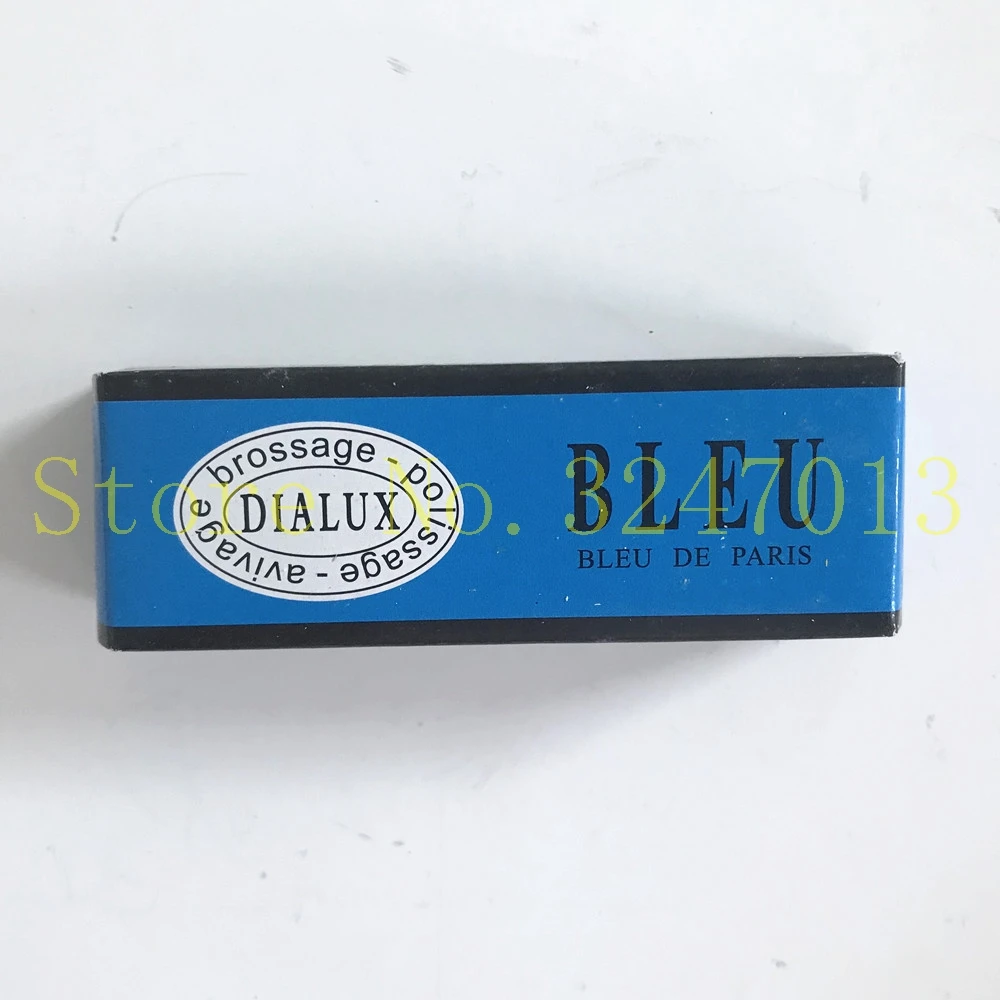 brossage - polissage - avivage
DIALUX
BLEU
BLEU DE PARIS
Store No. 3247013